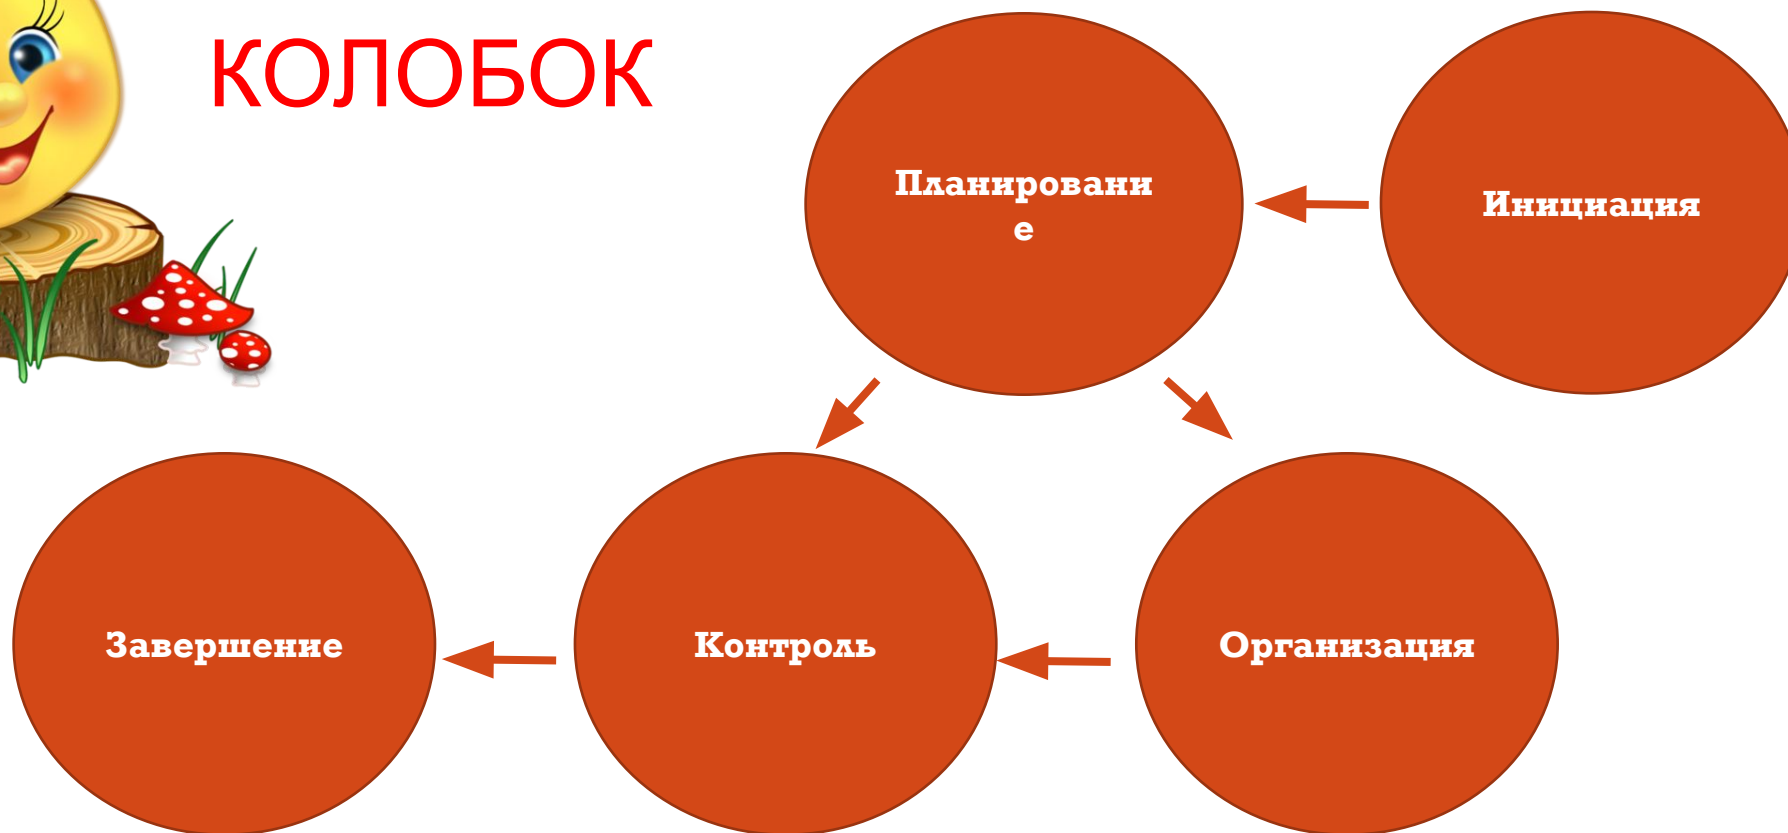 КОЛОБОК
Планировани
е
Инициация
Завершение
Контроль
Организация